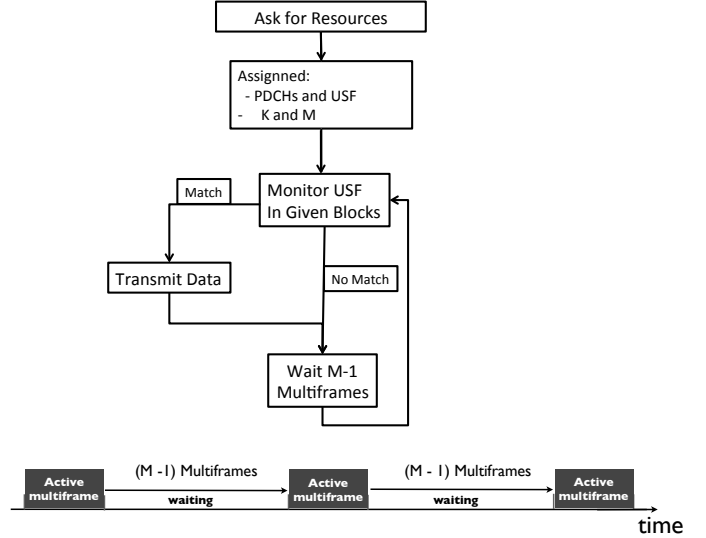 Ask for Resources
Assignned:
- PDCHs and USF
- K and M
Monitor USF
In Given Blocks
Match
Transmit Data
No Match
Wait M-1
Multiframes
(M -1) Multiframes
(M - 1) Multiframes
Active
multiframe
waiting
Active
multiframe
waiting
Active
multiframe
time